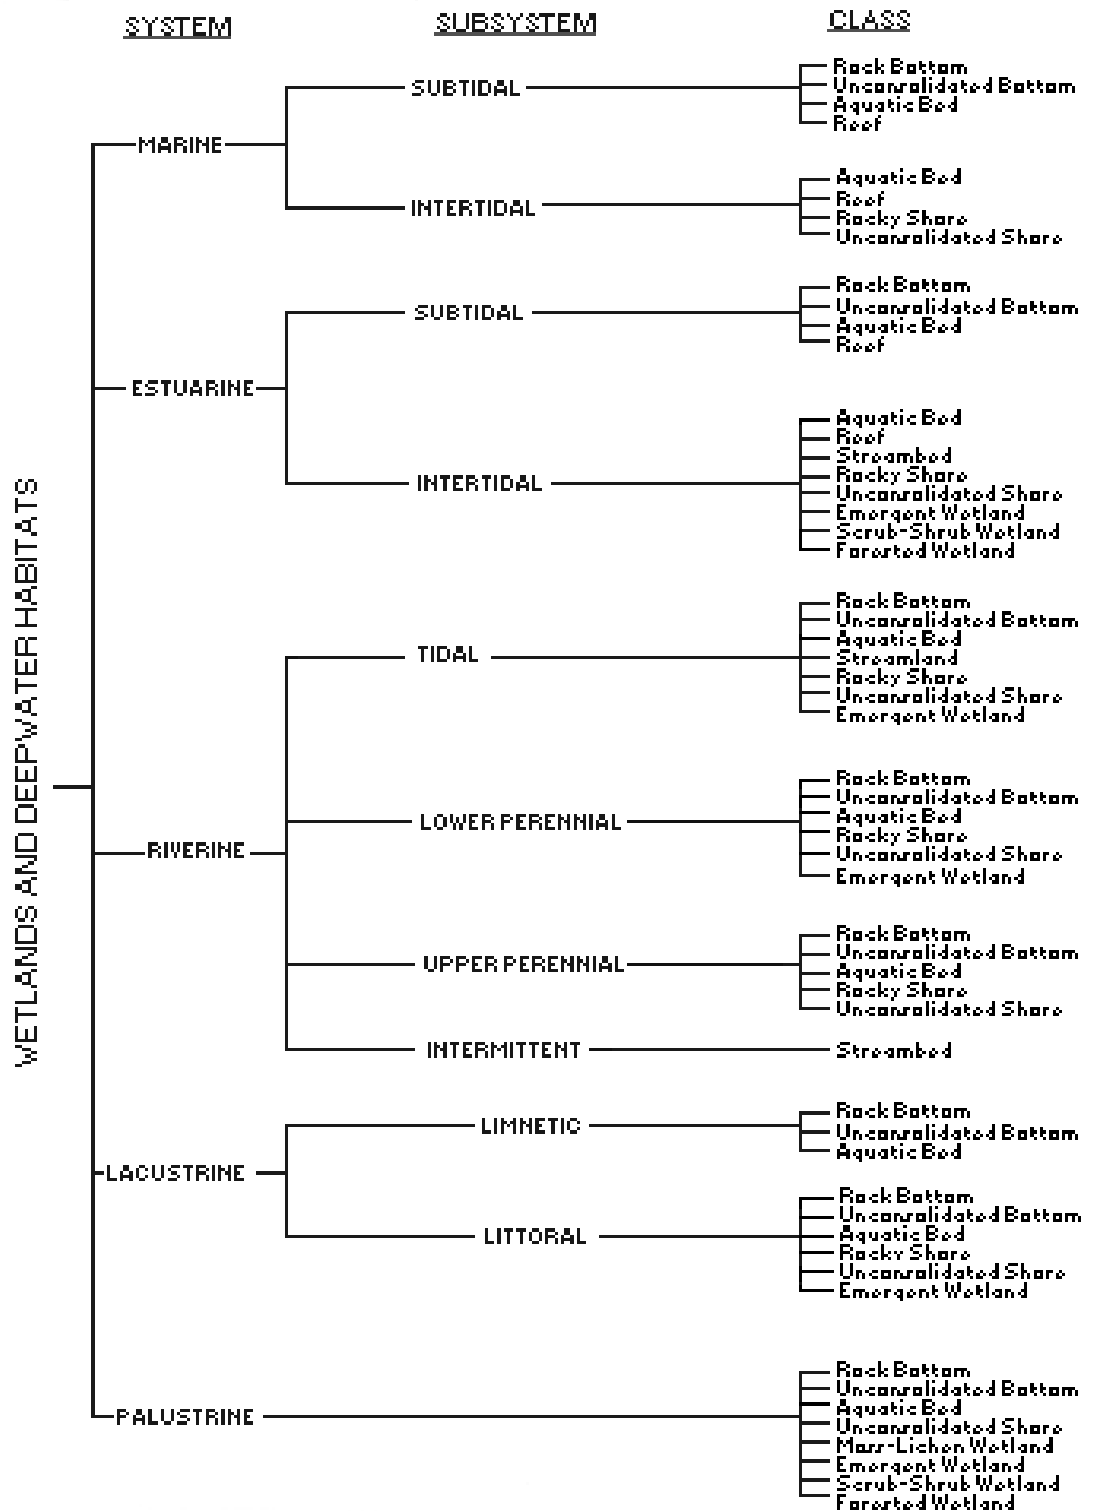 SYSTEM
SUBSYSTEM
CLASS
WETLANDS AND DEEPWATER HABITATS
MARINE
SUBTIDAL
Rock Bottom
Unconsolidated Bottom
Aquatic Bed
Reef
INTERTIDAL
Aquatic Bed
Reef
Rocky Shore
Unconsolidated Shore
ESTUARINE
SUBTIDAL
Rock Bottom
Unconsolidated Bottom
Aquatic Bed
Reef
INTERTIDAL
Aquatic Bed
Reef
Streambed
Rocky Shore
Unconsolidated Shore
Emergent Wetland
Scrub-Shrub Wetland
Forested Wetland
RIVERINE
TIDAL
Rock Bottom
Unconsolidated Bottom
Aquatic Bed
Streamland
Rocky Shore
Unconsolidated Shore
Emergent Wetland
LOWER PERENNIAL
Rock Bottom
Unconsolidated Bottom
Aquatic Bed
Rocky Shore
Unconsolidated Shore
Emergent Wetland
UPPER PERENNIAL
Rock Bottom
Unconsolidated Bottom
Aquatic Bed
Rocky Shore
Unconsolidated Shore
INTERMITTENT
Streambed
LACUSTRINE
LIMNETIC
Rock Bottom
Unconsolidated Bottom
Aquatic Bed
LITTORAL
Rock Bottom
Unconsolidated Bottom
Aquatic Bed
Rocky Shore
Unconsolidated Shore
Emergent Wetland
PALUSTRINE
Rock Bottom
Unconsolidated Bottom
Aquatic Bed
Unconsolidated Shore
Moss-Lichen Wetland
Emergent Wetland
Scrub-Shrub Wetland
Forested Wetland